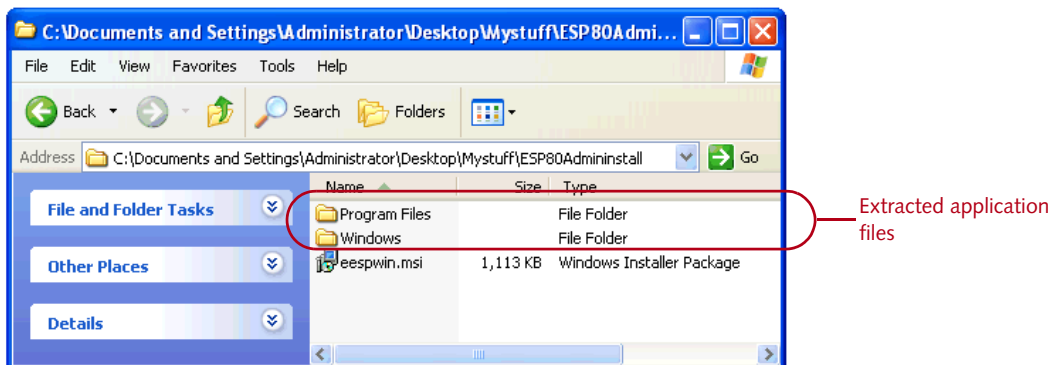 C:\Documents and Settings\Administrator\Desktop\Mystuff\ESP80Admi...
File Edit View Favorites Tools Help
Back Search Folders
Address C:\Documents and Settings\Administrator\Desktop\Mystuff\ESP80Admininstall Go
Name Size Type
File and Folder Tasks
Program Files File Folder
Windows File Folder
Other Places
eespwin.msi 1,113 KB Windows Installer Package
Details
Extracted application
files